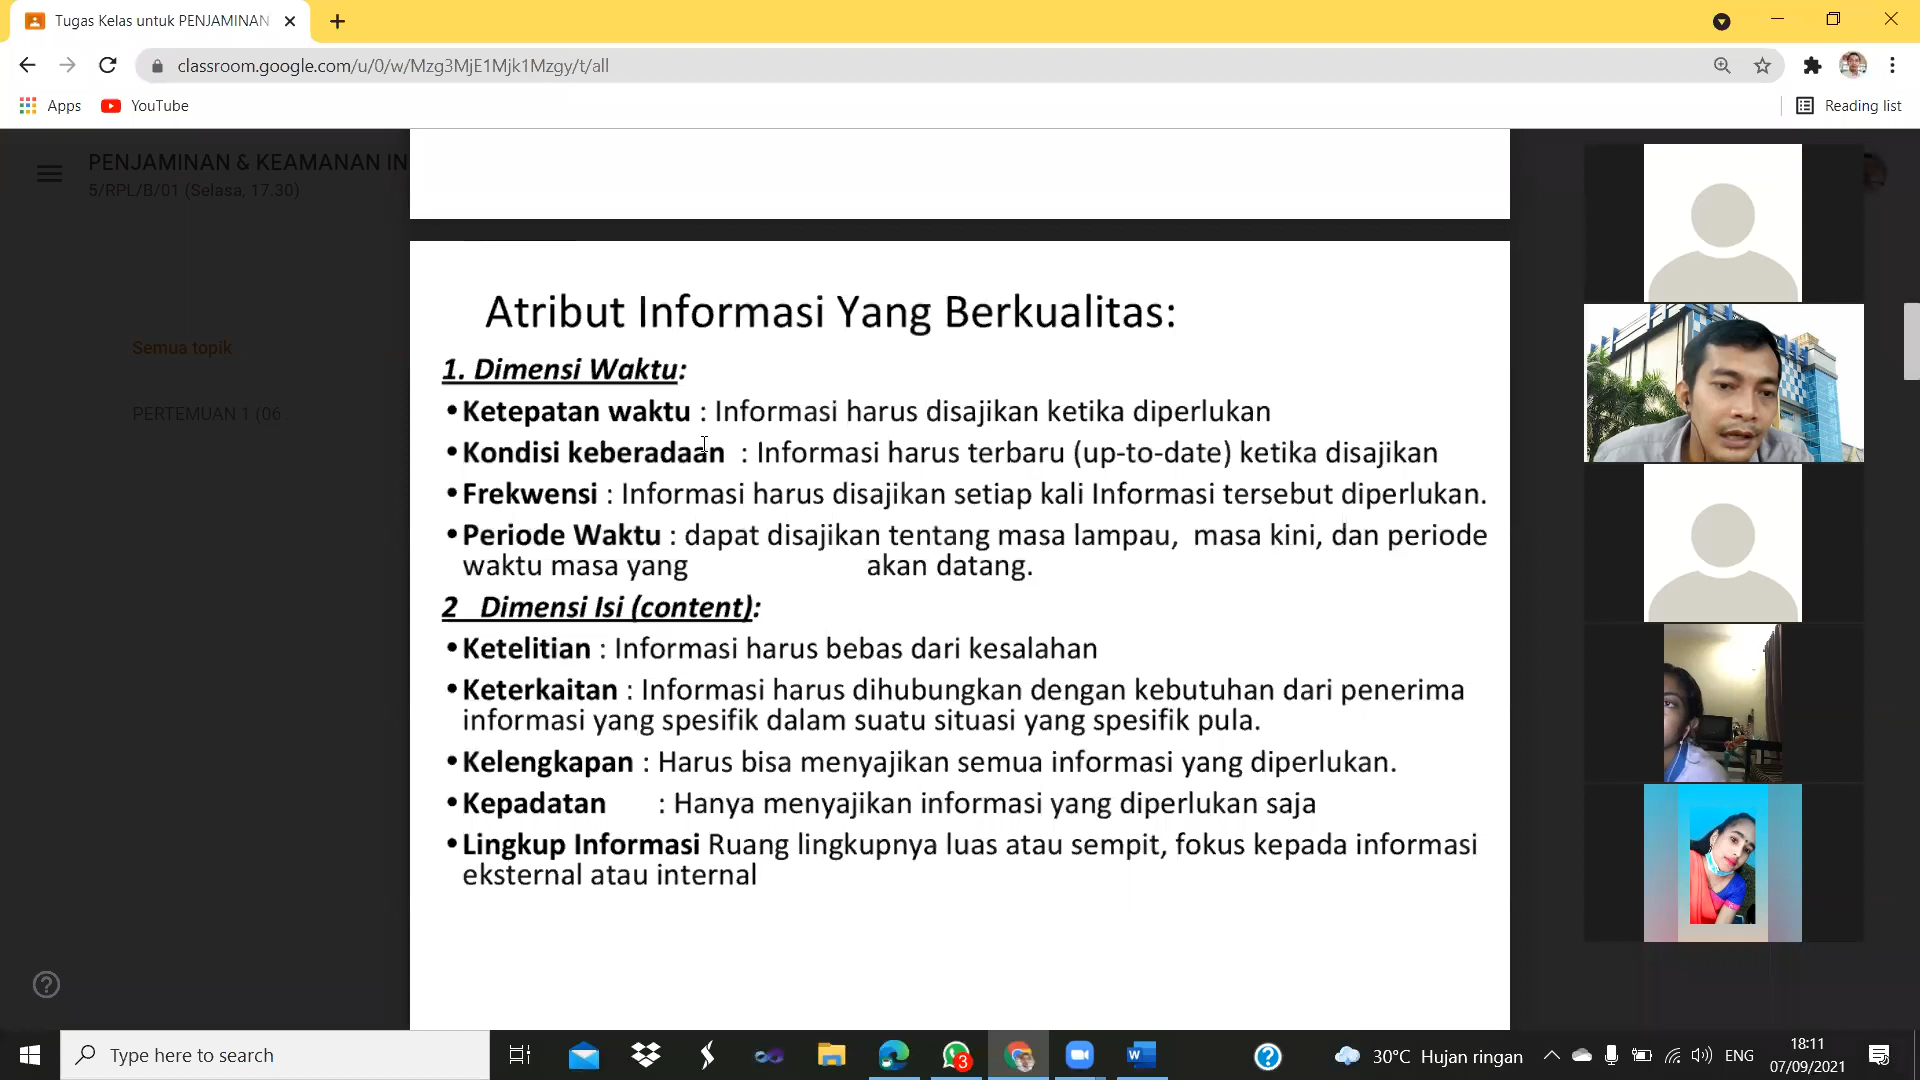 Tugas Kelas untuk PENJAMINAN
classroom.google.com/u/0/w/Mzg3MjE1Mjk1Mzgy/t/all
Apps
YouTube
Reading list
PENJAMINAN & KEAMANAN IN
5/RPL/B/01 (Selasa, 17.30)
Semua topik
PERTEMUAN 1 (06
Atribut Informasi Yang Berkualitas:
1. Dimensi Waktu:
•Ketepatan waktu : Informasi harus disajikan ketika diperlukan
•Kondisi keberadaan : Informasi harus terbaru (up-to-date) ketika disajikan
•Frekwensi : Informasi harus disajikan setiap kali Informasi tersebut diperlukan.
•Periode Waktu : dapat disajikan tentang masa lampau, masa kini, dan periode
waktu masa yang akan datang.
2 Dimensi Isi (content):
•Ketelitian : Informasi harus bebas dari kesalahan
•Keterkaitan : Informasi harus dihubungkan dengan kebutuhan dari penerima
informasi yang spesifik dalam suatu situasi yang spesifik pula.
•Kelengkapan : Harus bisa menyajikan semua informasi yang diperlukan.
•Kepadatan : Hanya menyajikan informasi yang diperlukan saja
•Lingkup Informasi Ruang lingkupnya luas atau sempit, fokus kepada informasi
eksternal atau internal
Type here to search
3
30°C Hujan ringan
ENG
18:11
07/09/2021